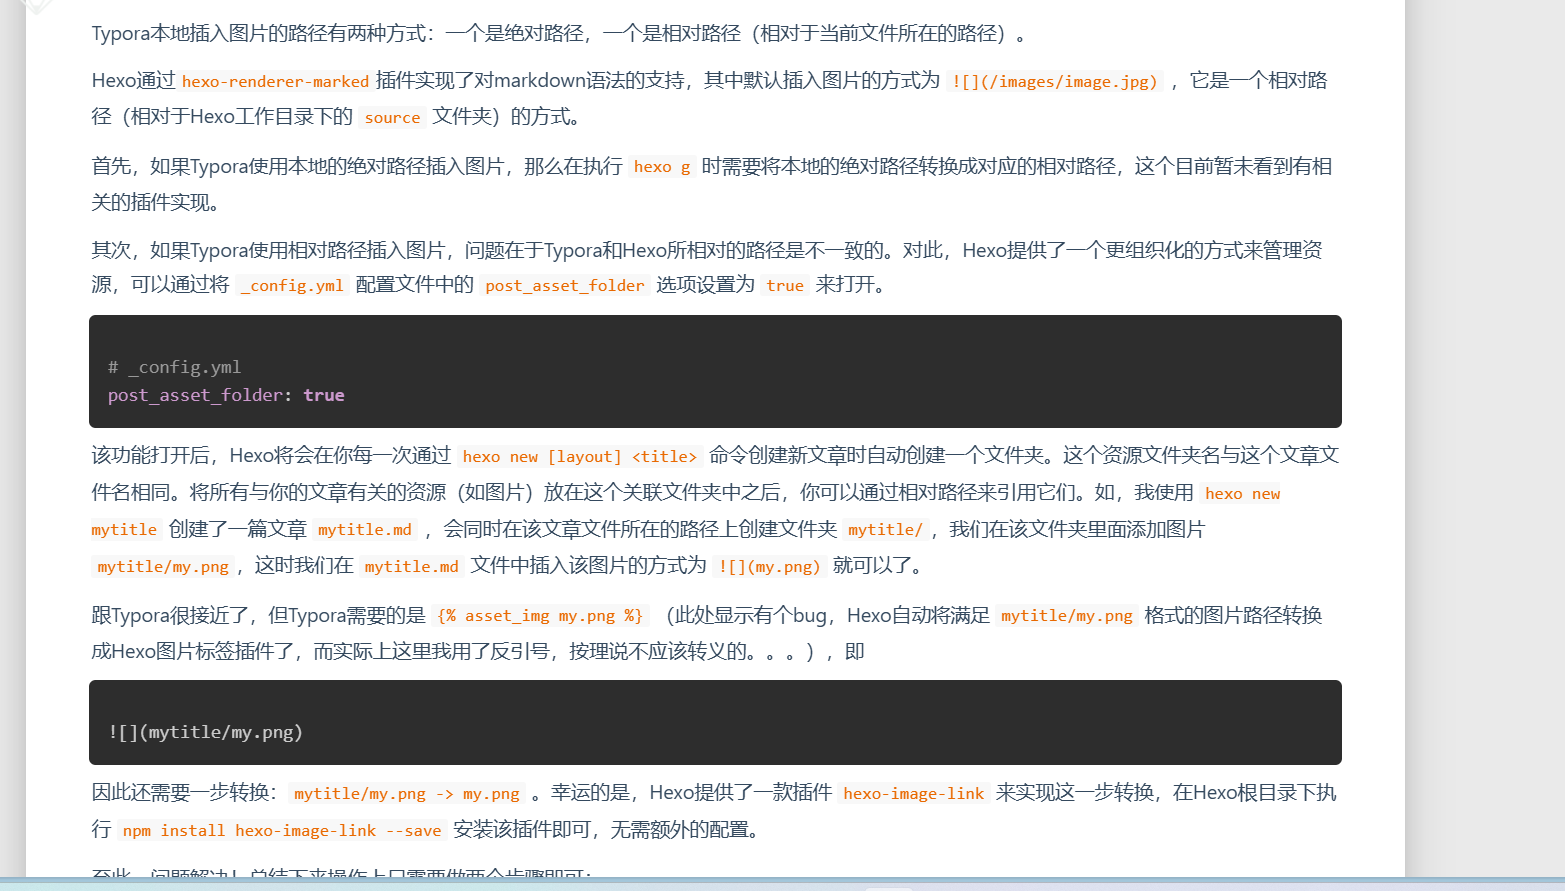 Typora本地插入图片的路径有两种方式：一个是绝对路径，一个是相对路径（相对于当前文件所在的路径）。
Hexo通过 hexo-renderer-marked 插件实现了对markdown语法的支持，其中默认插入图片的方式为 ![](/images/image.jpg) ，它是一个相对路
径（相对于Hexo工作目录下的 source 文件夹）的方式。
首先，如果Typora使用本地的绝对路径插入图片，那么在执行 hexo g 时需要将本地的绝对路径转换成对应的相对路径，这个目前暂未看到有相
关的插件实现。
其次，如果Typora使用相对路径插入图片，问题在于Typora和Hexo所相对的路径是不一致的。对此，Hexo提供了一个更组织化的方式来管理资
源，可以通过将 _config.yml 配置文件中的 post_asset_folder 选项设置为 true 来打开。
# _config.yml
post_asset_folder: true
该功能打开后，Hexo将会在你每一次通过 hexo new [layout] <title> 命令创建新文章时自动创建一个文件夹。这个资源文件夹名与这个文章文
件名相同。将所有与你的文章有关的资源（如图片）放在这个关联文件夹中之后，你可以通过相对路径来引用它们。如，我使用 hexo new
mytitle 创建了一篇文章 mytitle.md ，会同时在该文章文件所在的路径上创建文件夹 mytitle/ ，我们在该文件夹里面添加图片
mytitle/my.png ，这时我们在 mytitle.md 文件中插入该图片的方式为 ![](my.png) 就可以了。
跟Typora很接近了，但Typora需要的是 {% asset_img my.png %} （此处显示有个bug，Hexo自动将满足 mytitle/my.png 格式的图片路径转换
成Hexo图片标签插件了，而实际上这里我用了反引号，按理说不应该转义的。。。），即
![](mytitle/my.png)
因此还需要一步转换： mytitle/my.png -> my.png 。幸运的是，Hexo提供了一款插件 hexo-image-link 来实现这一步转换，在Hexo根目录下执
行 npm install hexo-image-link --save 安装该插件即可，无需额外的配置。
至此，问题解决！总结下来操作上只需要做两个步骤即可：